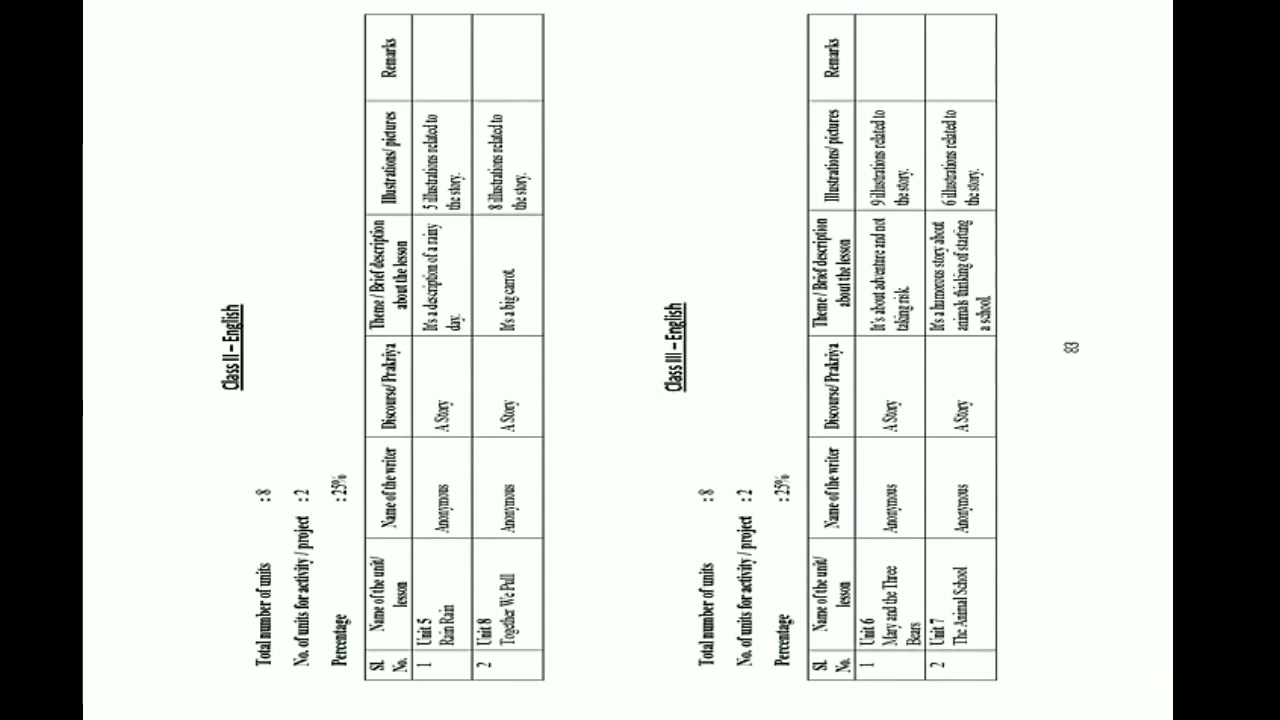 Class II – English
Total number of units : 8
No. of units for activity / project : 2
Percentage : 25%
Sl. No. Name of the unit/ lesson Name of the writer Discourse/ Prakriya Theme / Brief description about the lesson Illustrations/ pictures Remarks
1 Unit 5 Rain Rain Anonymous A Story It's a description of a rainy day. 5 illustrations related to the story.
2 Unit 8 Together We Pull Anonymous A Story It's a big carrot. 8 illustrations related to the story.
Class III – English
Total number of units : 8
No. of units for activity / project : 2
Percentage : 25%
Sl. No. Name of the unit/ lesson Name of the writer Discourse/ Prakriya Theme / Brief description about the lesson Illustrations/ pictures Remarks
1 Unit 6 Mary and the Three Bears Anonymous A Story It's about adventure and not taking risk. 9 illustrations related to the story.
2 Unit 7 The Animal School Anonymous A Story It's a humorous story about animals thinking of starting a school. 6 illustrations related to the story.
83